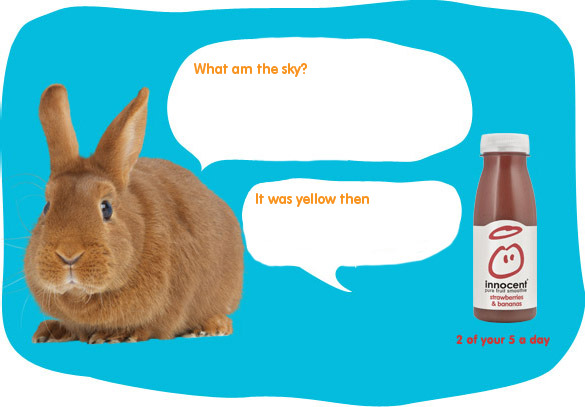 What am the sky?
It was yellow then
innocent
pure fruit smoothie
strawberries
& bananas
2 of your 5 a day